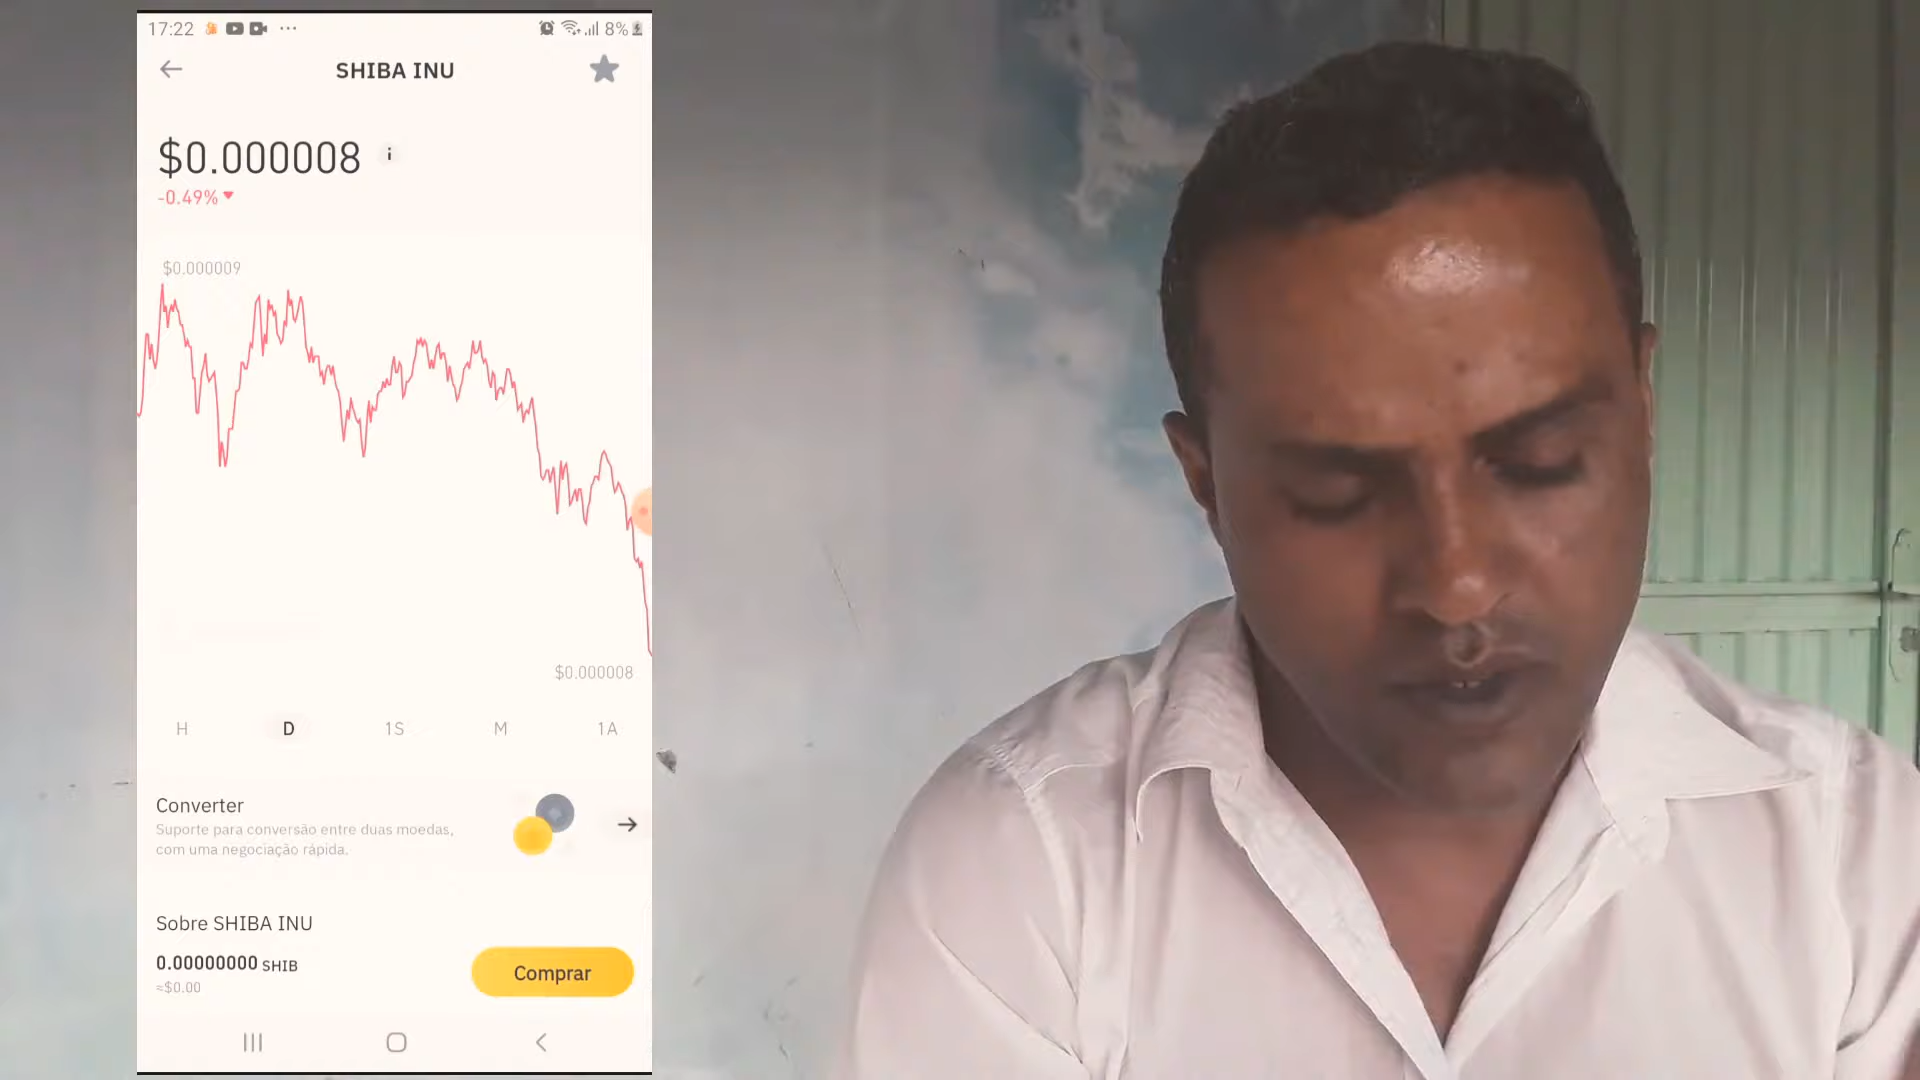 17:22 ... 8%
SHIBA INU
$0.000008 i
-0.49%
$0.000009
$0.000008
H D 1S M 1A
Converter
Suporte para conversão entre duas moedas,
com uma negociação rápida.
Sobre SHIBA INU
0.00000000 SHIB
≈$0.00
Comprar